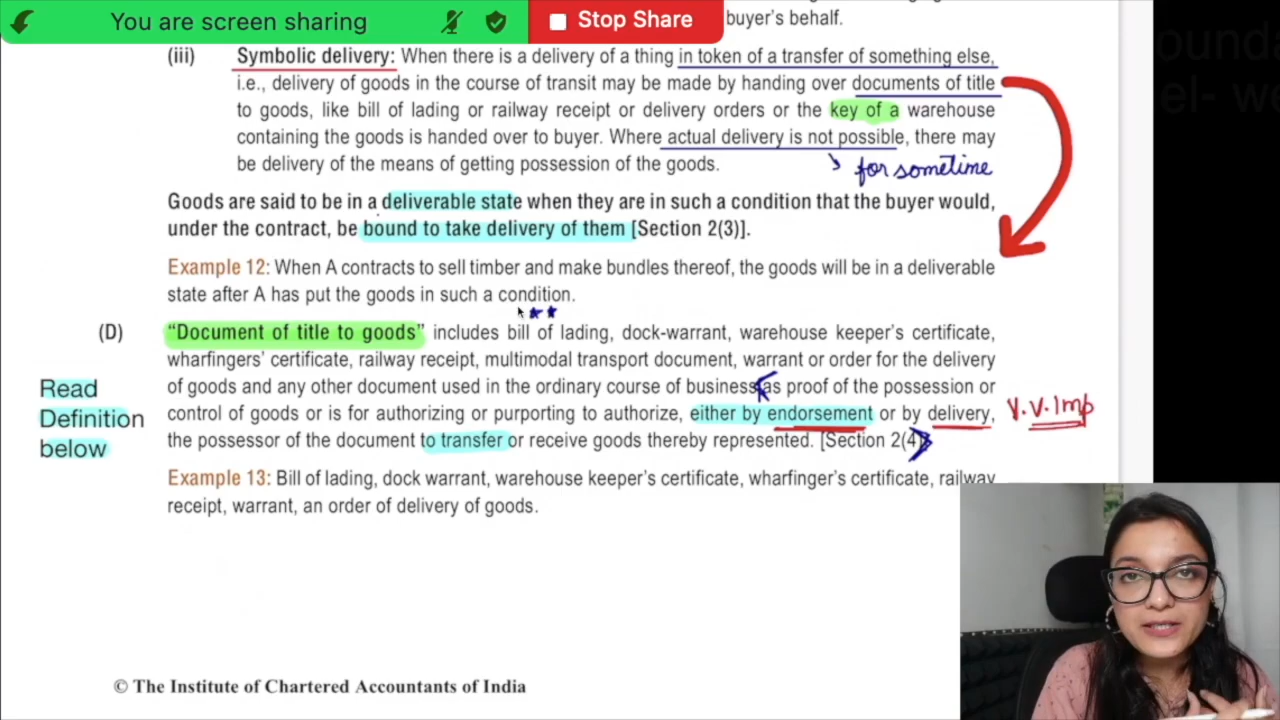 You are screen sharing
Stop Share
buyer's behalf.
(iii) Symbolic delivery: When there is a delivery of a thing in token of a transfer of something else,
i.e., delivery of goods in the course of transit may be made by handing over documents of title
to goods, like bill of lading or railway receipt or delivery orders or the key of a warehouse
containing the goods is handed over to buyer. Where actual delivery is not possible, there may
be delivery of the means of getting possession of the goods.
for sometime
Goods are said to be in a deliverable state when they are in such a condition that the buyer would,
under the contract, be bound to take delivery of them [Section 2(3)].
Example 12: When A contracts to sell timber and make bundles thereof, the goods will be in a deliverable
state after A has put the goods in such a condition.
(D) "Document of title to goods" includes bill of lading, dock-warrant, warehouse keeper's certificate,
wharfingers' certificate, railway receipt, multimodal transport document, warrant or order for the delivery
of goods and any other document used in the ordinary course of business as proof of the possession or
control of goods or is for authorizing or purporting to authorize, either by endorsement or by delivery,
the possessor of the document to transfer or receive goods thereby represented. [Section 2(4)
Read
Definition
below
V.V.Imp
Example 13: Bill of lading, dock warrant, warehouse keeper's certificate, wharfinger's certificate, railway
receipt, warrant, an order of delivery of goods.
© The Institute of Chartered Accountants of India